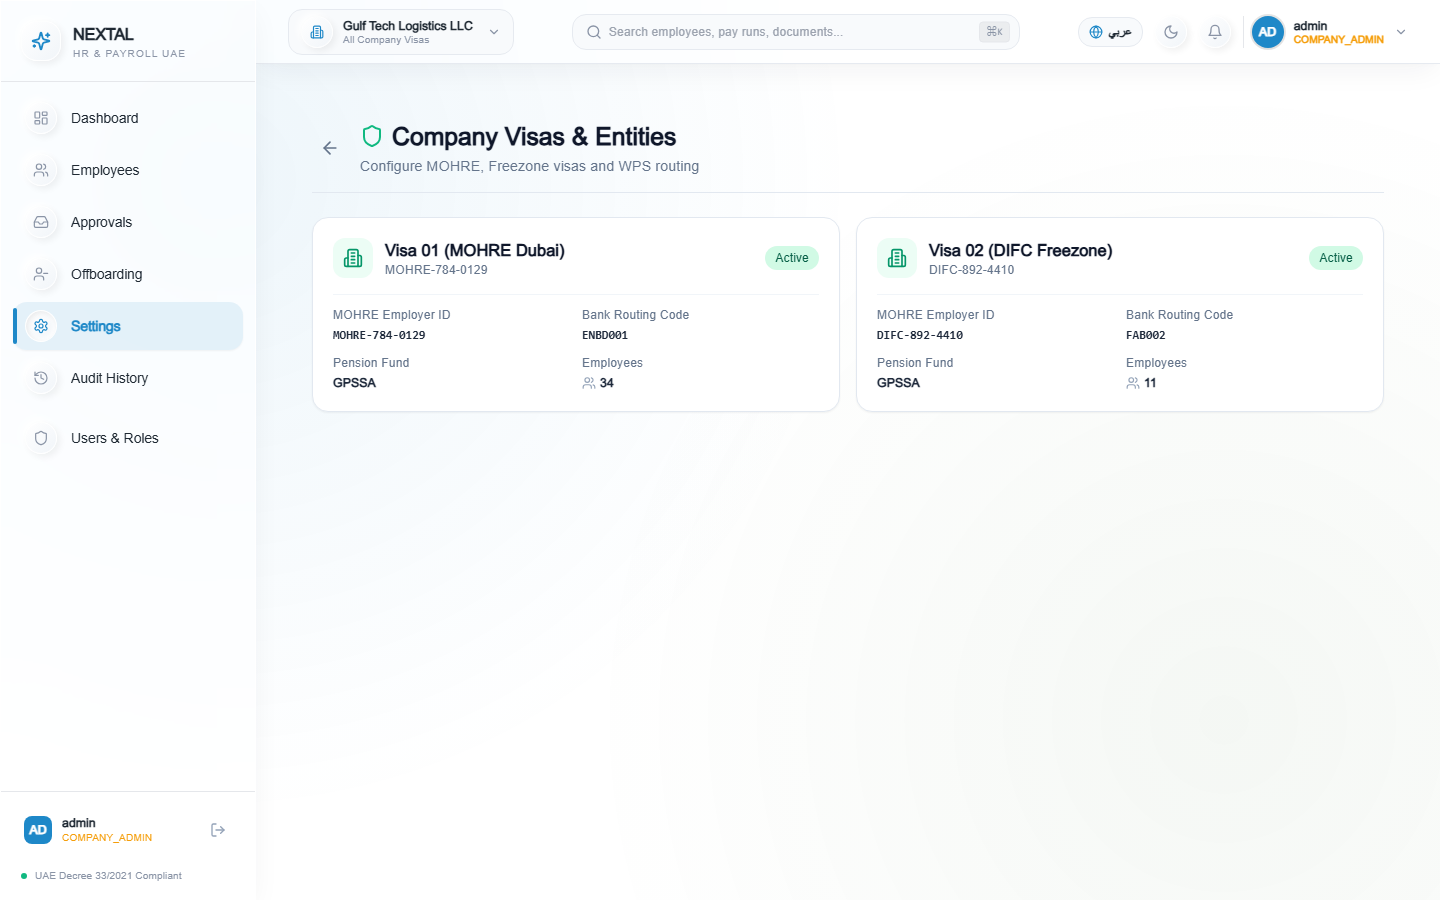 NEXTAL
HR & PAYROLL UAE
Dashboard
Employees
Approvals
Offboarding
Settings
Audit History
Users & Roles
admin
COMPANY_ADMIN
UAE Decree 33/2021 Compliant
Gulf Tech Logistics LLC
All Company Visas
Search employees, pay runs, documents...
⌘K
عربي
AD
admin
COMPANY_ADMIN
Company Visas & Entities
Configure MOHRE, Freezone visas and WPS routing
Visa 01 (MOHRE Dubai)
MOHRE-784-0129
Active
MOHRE Employer ID
MOHRE-784-0129
Bank Routing Code
ENBD001
Pension Fund
GPSSA
Employees
34
Visa 02 (DIFC Freezone)
DIFC-892-4410
Active
MOHRE Employer ID
DIFC-892-4410
Bank Routing Code
FAB002
Pension Fund
GPSSA
Employees
11
AD